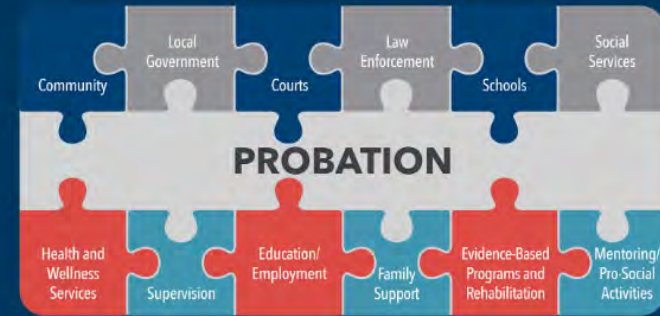 Community
Local
Government
Courts
Law
Enforcement
Schools
Social
Services
PROBATION
Health and
Wellness
Services
Supervision
Education/
Employment
Family
Support
Evidence-Based
Programs and
Rehabilitation
Mentoring/
Pro-Social
Activities